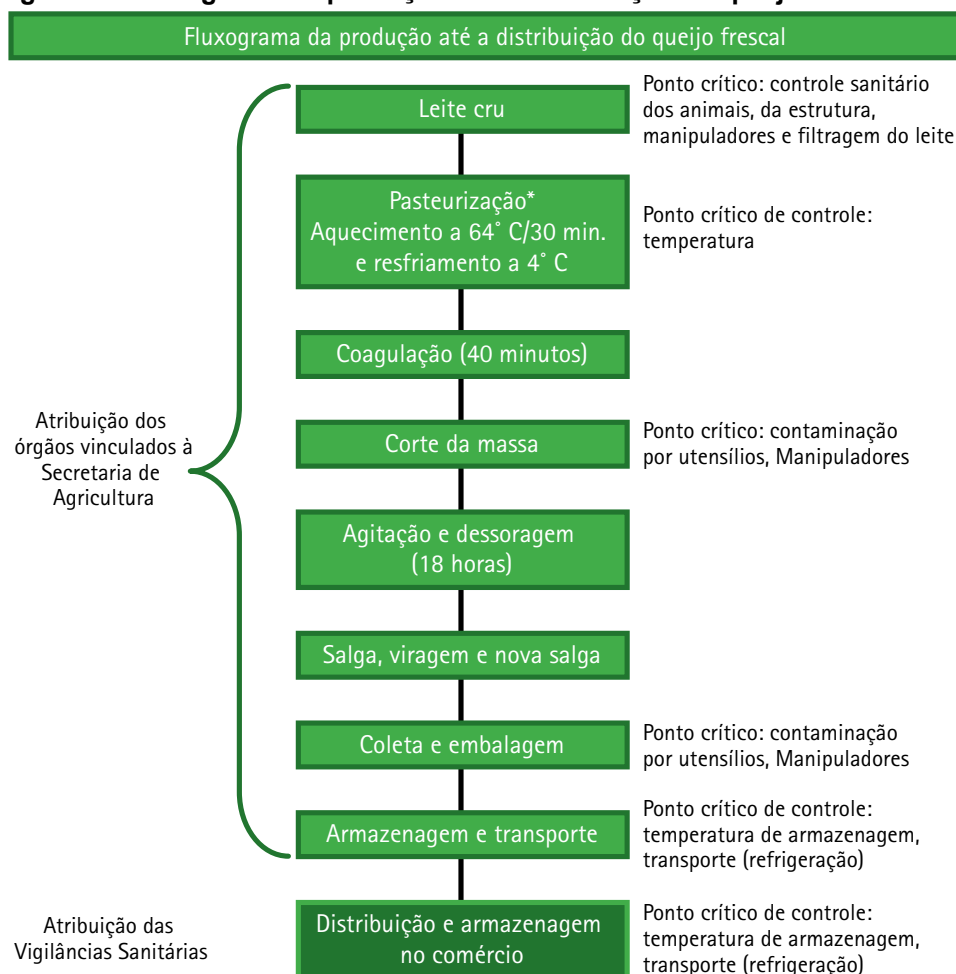 Fluxograma da produção até a distribuição do queijo frescal
Leite cru
Ponto crítico: controle sanitário
dos animais, da estrutura,
manipuladores e filtragem do leite
Pasteurização*
Aquecimento a 64˚ C/30 min.
e resfriamento a 4˚ C
Ponto crítico de controle:
temperatura
Coagulação (40 minutos)
Atribuição dos
órgãos vinculados à
Secretaria de
Agricultura
Corte da massa
Ponto crítico: contaminação
por utensílios, Manipuladores
Agitação e dessoragem
(18 horas)
Salga, viragem e nova salga
Coleta e embalagem
Ponto crítico: contaminação
por utensílios, Manipuladores
Armazenagem e transporte
Ponto crítico de controle:
temperatura de armazenagem,
transporte (refrigeração)
Atribuição das
Vigilâncias Sanitárias
Distribuição e armazenagem
no comércio
Ponto crítico de controle:
temperatura de armazenagem,
transporte (refrigeração)